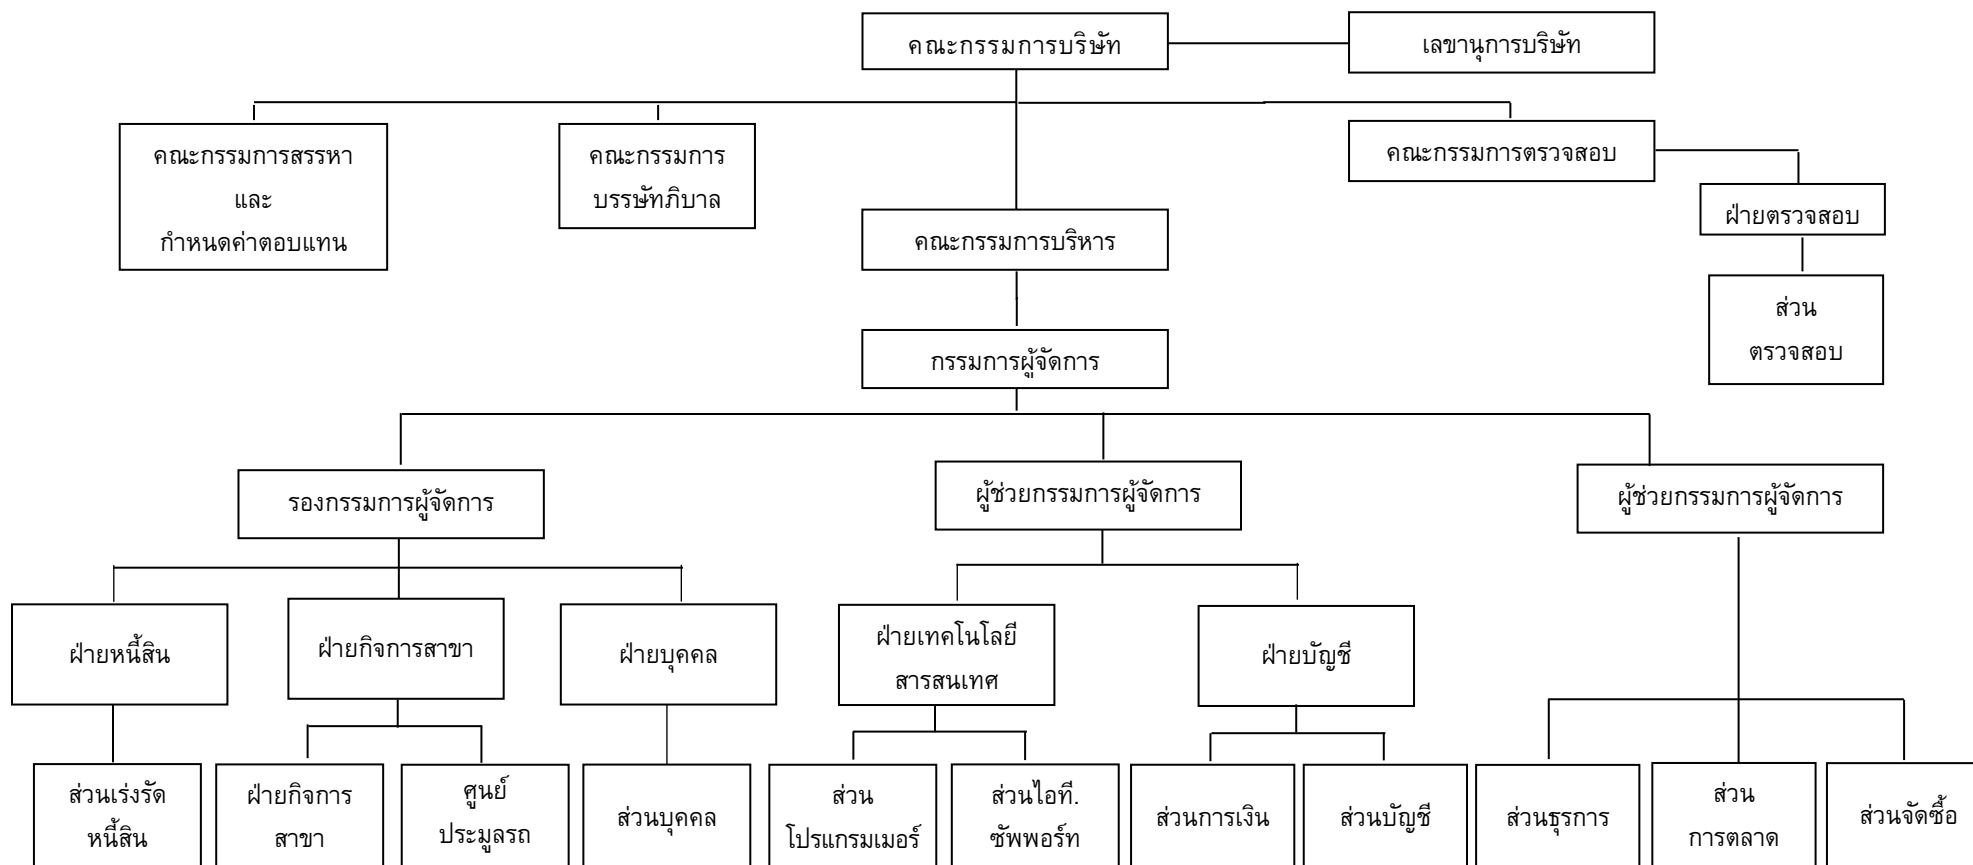 คณะกรรมการบริษัท
เลขานุการบริษัท
คณะกรรมการสรรหา
และ
กำหนดค่าตอบแทน
คณะกรรมการ
บรรษัทภิบาล
คณะกรรมการตรวจสอบ
ฝ่ายตรวจสอบ
คณะกรรมการบริหาร
ส่วน
ตรวจสอบ
กรรมการผู้จัดการ
รองกรรมการผู้จัดการ
ผู้ช่วยกรรมการผู้จัดการ
ผู้ช่วยกรรมการผู้จัดการ
ฝ่ายหนี้สิน
ฝ่ายกิจการสาขา
ฝ่ายบุคคล
ฝ่ายเทคโนโลยี
สารสนเทศ
ฝ่ายบัญชี
ส่วนเร่งรัด
หนี้สิน
ฝ่ายกิจการ
สาขา
ศูนย์
ประมูลรถ
ส่วนบุคคล
ส่วน
โปรแกรมเมอร์
ส่วนไอที.
ซัพพอร์ท
ส่วนการเงิน
ส่วนบัญชี
ส่วนธุรการ
ส่วน
การตลาด
ส่วนจัดซื้อ